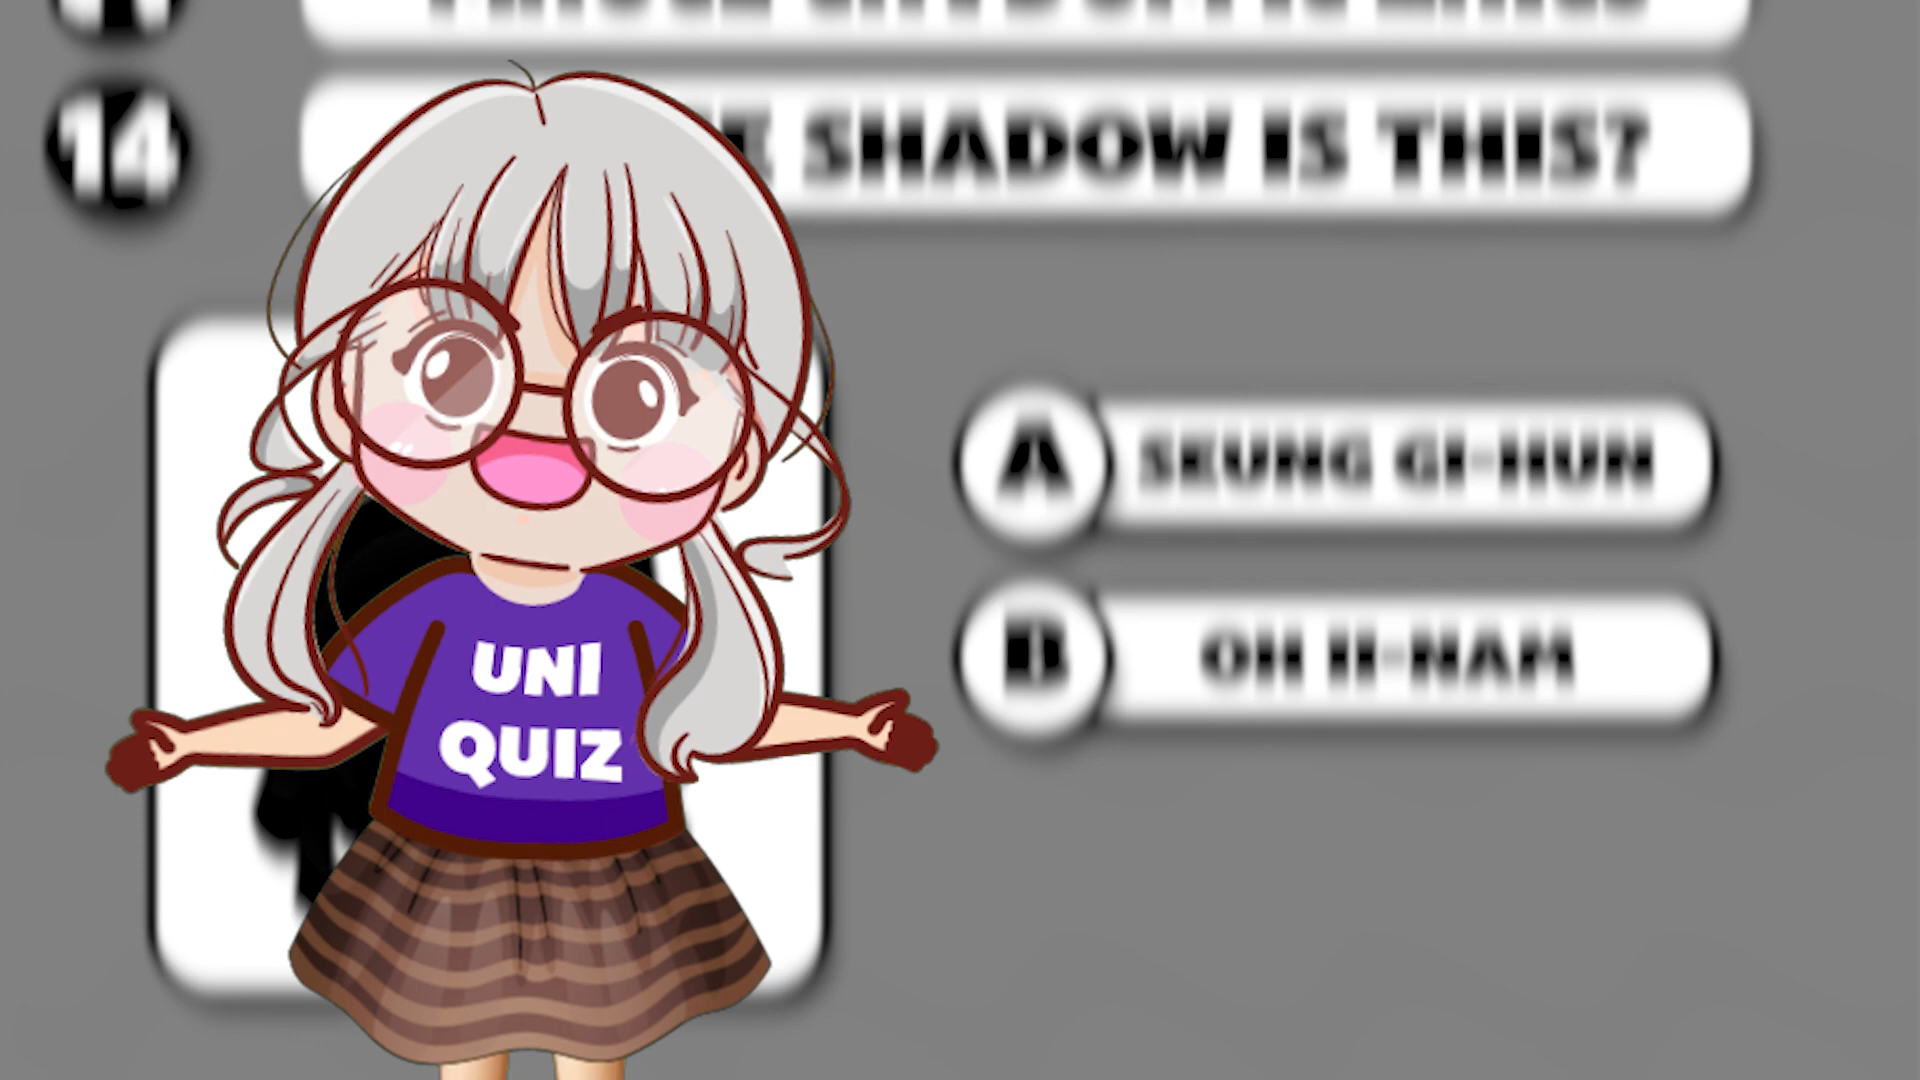 14
SHADOW IS THIS?
A
SEUNG GI-HUN
B
OH Il-NAM
UNI
QUIZ